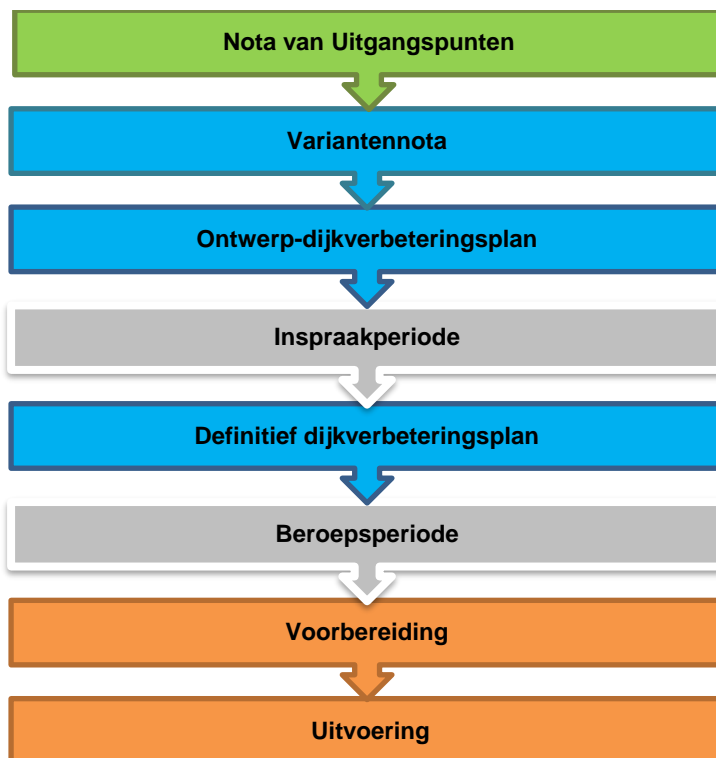 Nota van Uitgangspunten
Variantennota
Ontwerp-dijkverbeteringsplan
Inspraakperiode
Definitief dijkverbeteringsplan
Beroepsperiode
Voorbereiding
Uitvoering